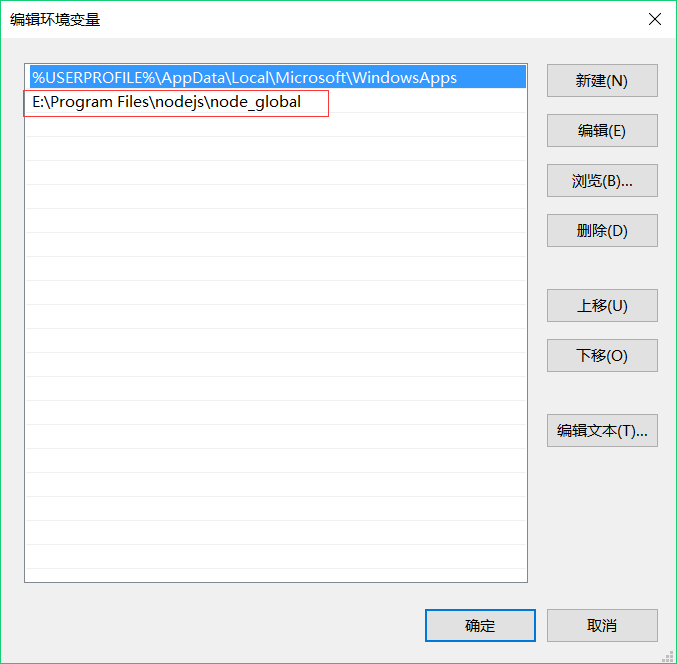 编辑环境变量
%USERPROFILE%\AppData\Local\Microsoft\WindowsApps
E:\Program Files\nodejs\node_global
新建(N)
编辑(E)
浏览(B)...
删除(D)
上移(U)
下移(O)
编辑文本(T)...
确定
取消